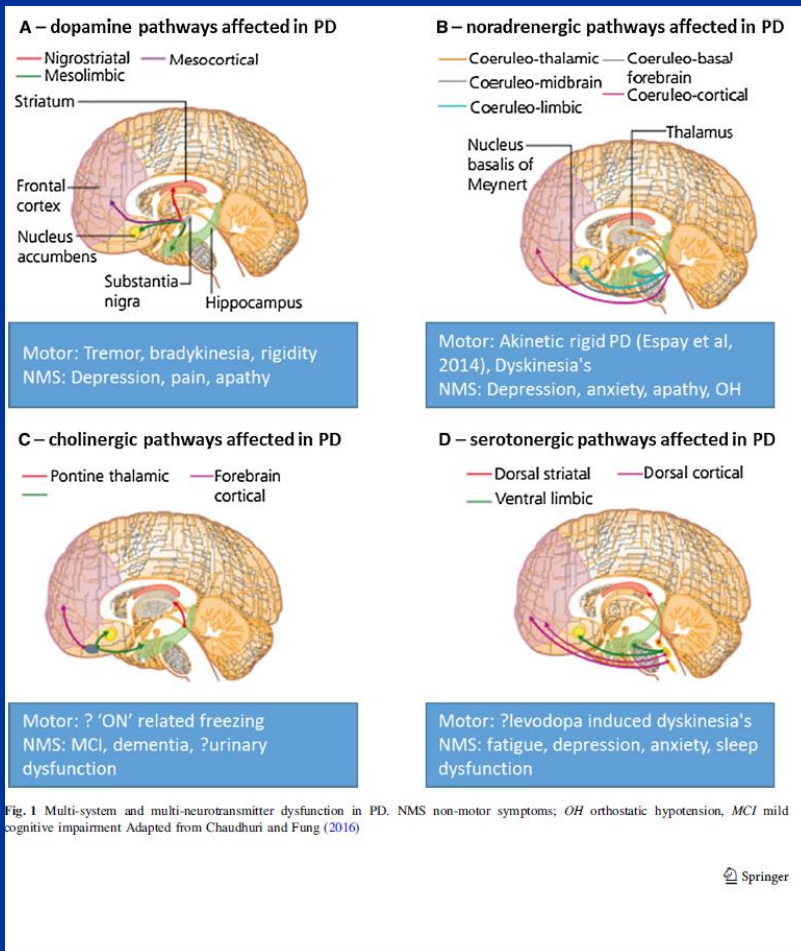 A – dopamine pathways affected in PD
Nigrostriatal
Mesocortical
Mesolimbic
Striatum
Frontal
cortex
Nucleus
accumbens
Substantia
nigra
Hippocampus
Motor: Tremor, bradykinesia, rigidity
NMS: Depression, pain, apathy
B – noradrenergic pathways affected in PD
Coeruleo-thalamic
Coeruleo-basal
forebrain
Coeruleo-midbrain
Coeruleo-cortical
Coeruleo-limbic
Thalamus
Nucleus
basalis of
Meynert
Motor: Akinetic rigid PD (Espay et al,
2014), Dyskinesia's
NMS: Depression, anxiety, apathy, OH
C – cholinergic pathways affected in PD
Pontine thalamic
Forebrain
cortical
Motor: ? ‘ON’ related freezing
NMS: MCI, dementia, ?urinary
dysfunction
D – serotonergic pathways affected in PD
Dorsal striatal
Dorsal cortical
Ventral limbic
Motor: ?levodopa induced dyskinesia's
NMS: fatigue, depression, anxiety, sleep
dysfunction
Fig. 1 Multi-system and multi-neurotransmitter dysfunction in PD. NMS non-motor symptoms; OH orthostatic hypotension, MCI mild
cognitive impairment Adapted from Chaudhuri and Fung (2016)
Springer